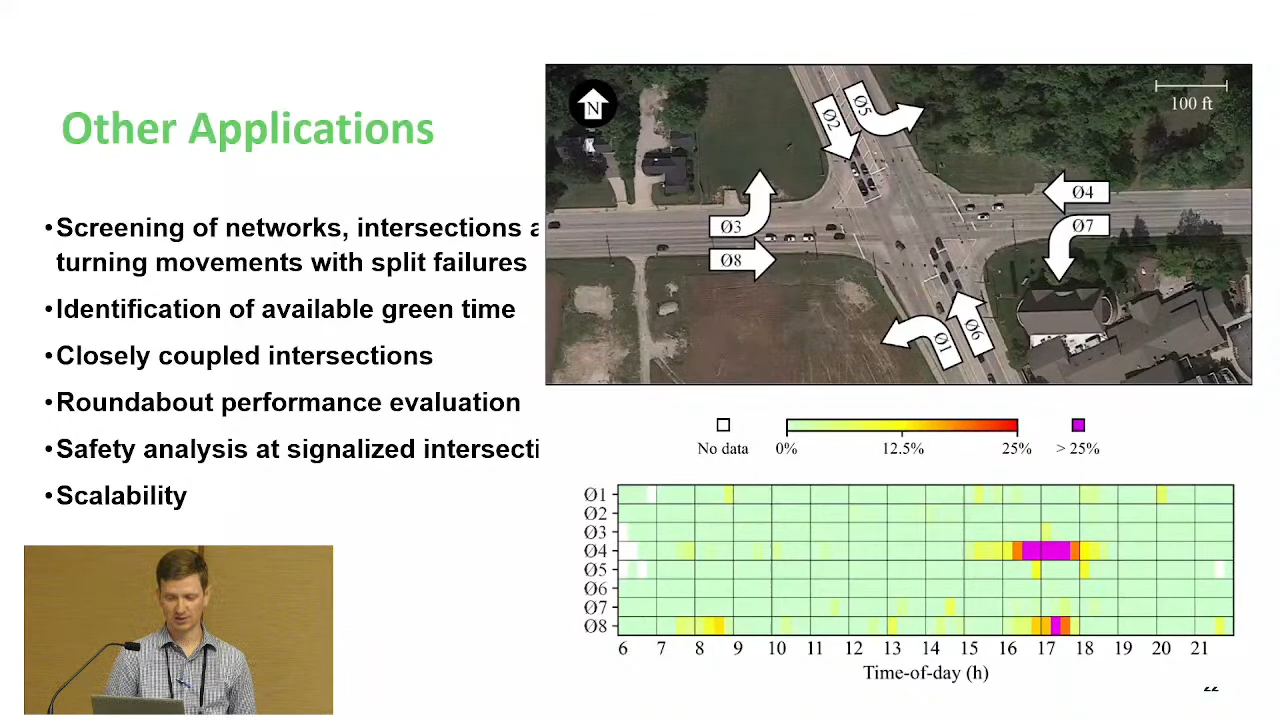 Other Applications
•Screening of networks, intersections a
turning movements with split failures
•Identification of available green time
•Closely coupled intersections
•Roundabout performance evaluation
•Safety analysis at signalized intersecti
•Scalability
N
100 ft
Ø2
Ø5
Ø4
Ø3
Ø7
Ø8
Ø1
Ø6
No data
0%
12.5%
25%
> 25%
Ø1
Ø2
Ø3
Ø4
Ø5
Ø6
Ø7
Ø8
6 7 8 9 10 11 12 13 14 15 16 17 18 19 20 21
Time-of-day (h)